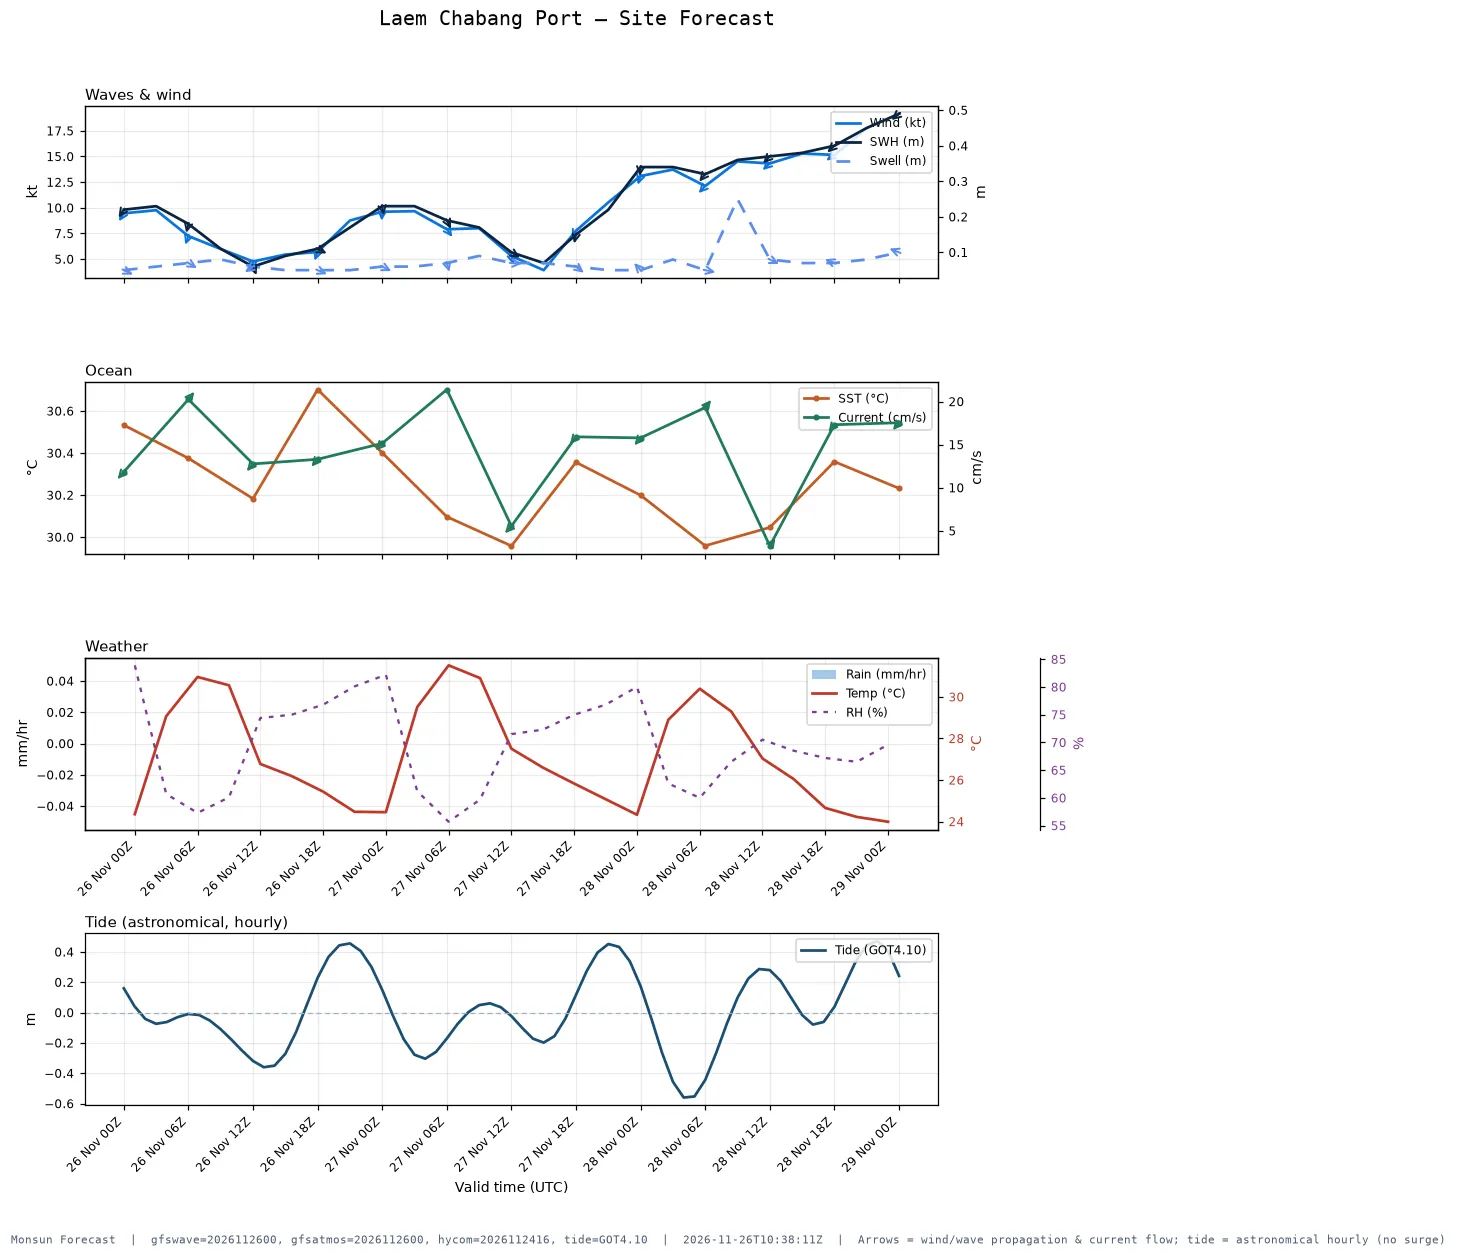 Laem Chabang Port — Site Forecast
Waves & wind
17.5
15.0
12.5
10.0
7.5
5.0
kt
0.5
0.4
0.3
0.2
0.1
m
Wind (kt)
SWH (m)
Swell (m)
Ocean
30.6
30.4
30.2
30.0
°C
20
15
10
5
cm/s
SST (°C)
Current (cm/s)
Weather
0.04
0.02
0.00
−0.02
−0.04
mm/hr
30
28
26
24
°C
85
80
75
70
65
60
55
%
Rain (mm/hr)
Temp (°C)
RH (%)
26 Nov 00Z
26 Nov 06Z
26 Nov 12Z
26 Nov 18Z
27 Nov 00Z
27 Nov 06Z
27 Nov 12Z
27 Nov 18Z
28 Nov 00Z
28 Nov 06Z
28 Nov 12Z
28 Nov 18Z
29 Nov 00Z
Tide (astronomical, hourly)
0.4
0.2
0.0
−0.2
−0.4
−0.6
m
Tide (GOT4.10)
26 Nov 00Z
26 Nov 06Z
26 Nov 12Z
26 Nov 18Z
27 Nov 00Z
27 Nov 06Z
27 Nov 12Z
27 Nov 18Z
28 Nov 00Z
28 Nov 06Z
28 Nov 12Z
28 Nov 18Z
29 Nov 00Z
Valid time (UTC)
Monsun Forecast | gfswave=2026112600, gfsatmos=2026112600, hycom=2026112416, tide=GOT4.10 | 2026-11-26T10:38:11Z | Arrows = wind/wave propagation & current flow; tide = astronomical hourly (no surge)